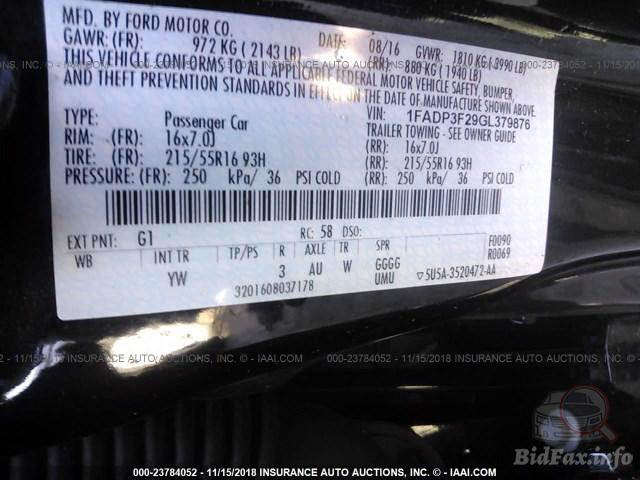 MFD. BY FORD MOTOR CO.
DATE: 08/16 GVWR: 1810 KG ( 3990 LB)
GAWR: (FR): 972 KG ( 2143 LB) (RR): 880 KG ( 1940 LB)
THIS VEHICLE CONFORMS TO ALL APPLICABLE FEDERAL MOTOR VEHICLE SAFETY, BUMPER,
AND THEFT PREVENTION STANDARDS IN EFFECT ON THE DATE OF MANUFACTURE SHOWN ABOVE.
VIN: 1FADP3F29GL379876
TYPE: Passenger Car TRAILER TOWING - SEE OWNER GUIDE
RIM: (FR): 16x7.0J (RR): 16x7.0J
TIRE: (FR): 215/55R16 93H (RR): 215/55R16 93H
PRESSURE: (FR): 250 kPa/ 36 PSI COLD (RR): 250 kPa/ 36 PSI COLD
EXT PNT: G1 RC: 58 DSO: F0090
R0069
WB INT TR TP/PS R AXLE TR SPR
YW 3 AU W GGGG
UMU
▽5U5A-3520472-AA
3201608037178
000-23784052 - 11/15/2018 INSURANCE AUTO AUCTIONS, INC. © - IAAI.COM
BidFax.info